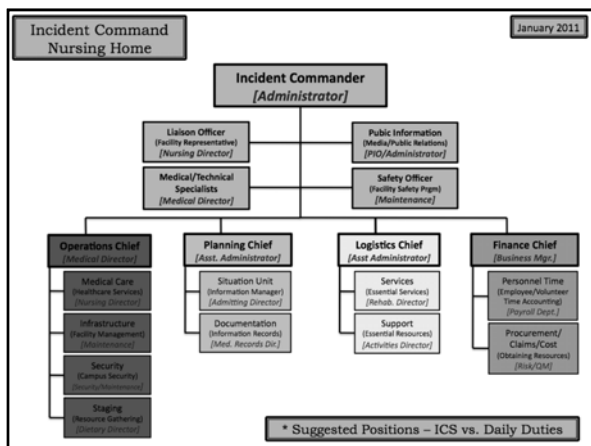 Incident Command
Nursing Home
January 2011
Incident Commander
[Administrator]
Liaison Officer
(Facility Representative)
[Nursing Director]
Pubic Information
(Media/Public Relations)
[PIO/Administrator]
Medical/Technical
Specialists
[Medical Director]
Safety Officer
(Facility Safety Prgm)
[Maintenance]
Operations Chief
[Medical Director]
Planning Chief
[Asst. Administrator]
Logistics Chief
[Asst Administrator]
Finance Chief
[Business Mgr.]
Medical Care
(Healthcare Services)
[Nursing Director]
Infrastructure
(Facility Management)
[Maintenance]
Security
(Campus Security)
[Security/Maintenance]
Staging
(Resource Gathering)
[Dietary Director]
Situation Unit
(Information Manager)
[Admitting Director]
Documentation
(Information Records)
[Med. Records Dir.]
Services
(Essential Services)
[Rehab. Director]
Support
(Essential Resources)
[Activities Director]
Personnel Time
(Employee/Volunteer
Time Accounting)
[Payroll Dept.]
Procurement/
Claims/Cost
(Obtaining Resources)
[Risk/QM]
* Suggested Positions – ICS vs. Daily Duties